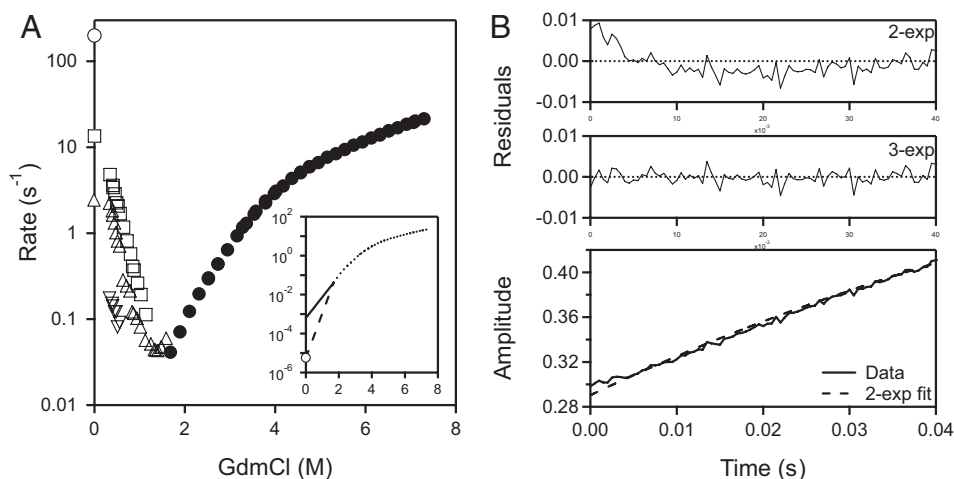 A
Rate (s-1)
100
10
1
0.1
0.01
0 2 4 6 8
GdmCl (M)
10^2
10^0
10^-2
10^-4
10^-6
0 2 4 6 8
B
Residuals
0.01
0.00
-0.01
2-exp
0 10 20 30 40
x10^-3
0.01
0.00
-0.01
3-exp
0 10 20 30 40
x10^-3
Amplitude
0.40
0.36
0.32
0.28
Data
2-exp fit
0.00 0.01 0.02 0.03 0.04
Time (s)